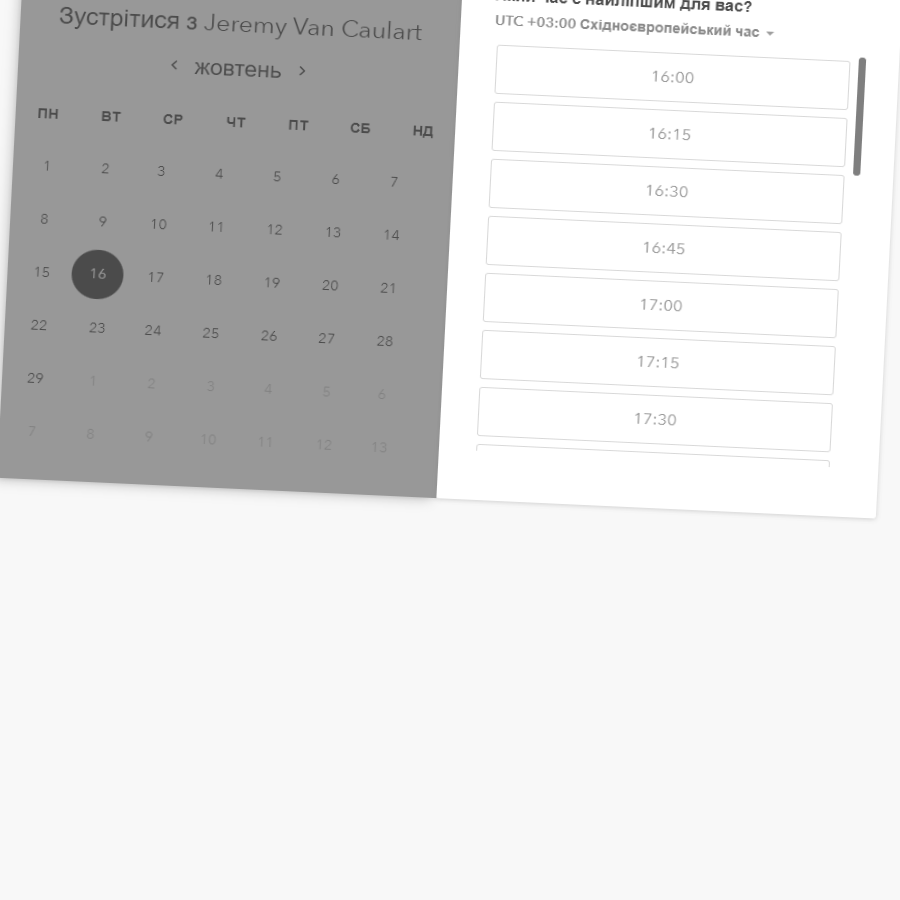 Зустрітися з Jeremy Van Caulart
< жовтень >
ПН ВТ СР ЧТ ПТ СБ НД
1 2 3 4 5 6 7
8 9 10 11 12 13 14
15 16 17 18 19 20 21
22 23 24 25 26 27 28
29 1 2 3 4 5 6
7 8 9 10 11 12 13
час є найліпшим для вас?
UTC +03:00 Східноєвропейський час
16:00
16:15
16:30
16:45
17:00
17:15
17:30